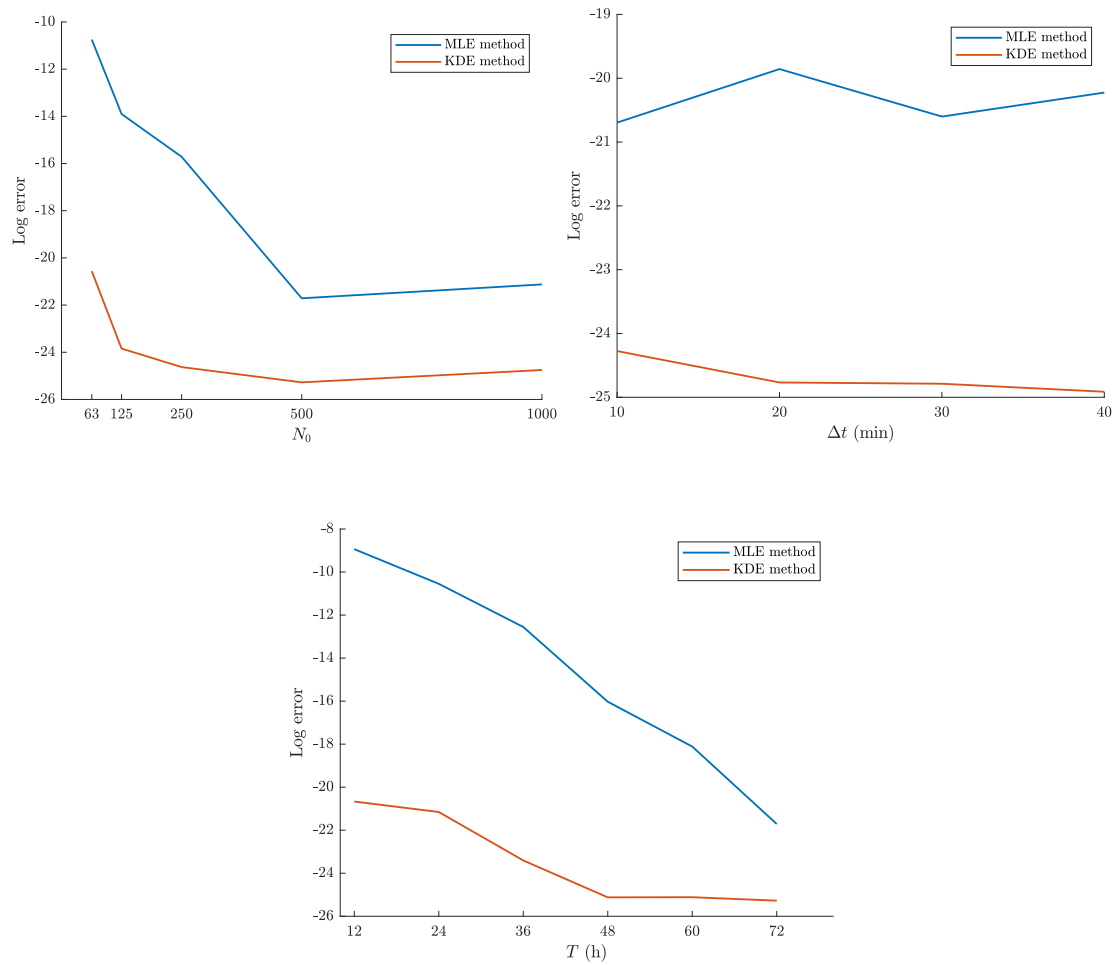 -10
-12
-14
-16
-18
-20
-22
-24
-26
Log error
63 125 250 500 1000
N₀
MLE method
KDE method
-19
-20
-21
-22
-23
-24
-25
Log error
10 20 30 40
Δt (min)
MLE method
KDE method
-8
-10
-12
-14
-16
-18
-20
-22
-24
-26
Log error
12 24 36 48 60 72
T (h)
MLE method
KDE method